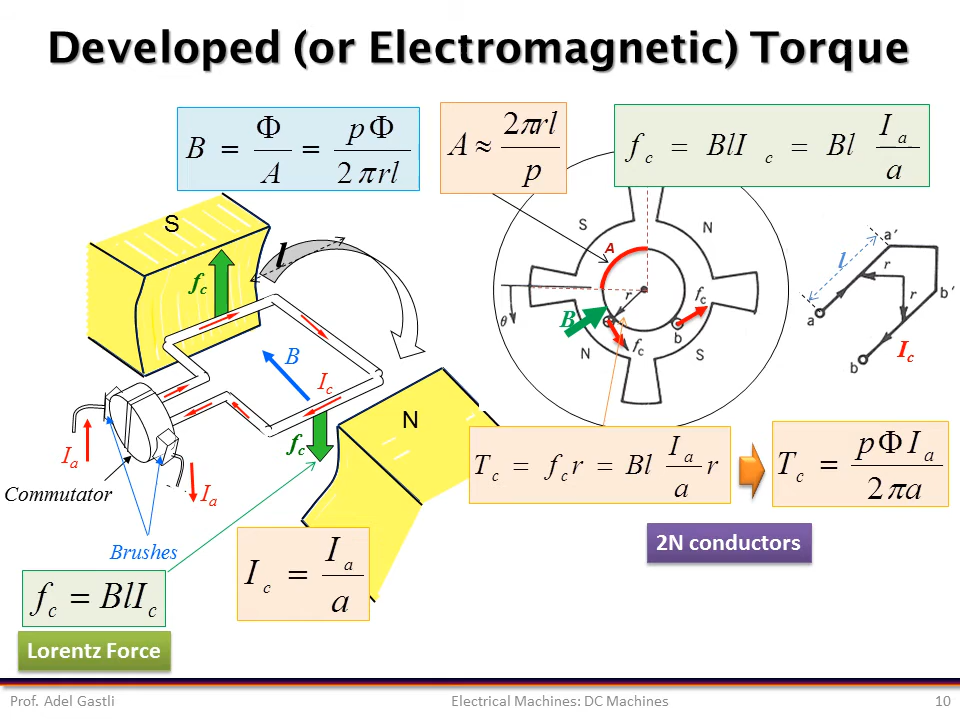 Developed (or Electromagnetic) Torque
B = Φ / A = pΦ / 2πrl
A ≈ 2πrl / p
f_c = BlI_c = Bl I_a / a
S
l
f_c
B
I_c
f_c
N
I_a
I_a
Commutator
Brushes
S
N
A
r
B
θ
f_c
f_c
b
N
S
a'
l
r
a
r
b'
I_c
b
T_c = f_c r = Bl I_a / a r
T_c = pΦI_a / 2πa
2N conductors
I_c = I_a / a
f_c = BlI_c
Lorentz Force
Prof. Adel Gastli
Electrical Machines: DC Machines
10